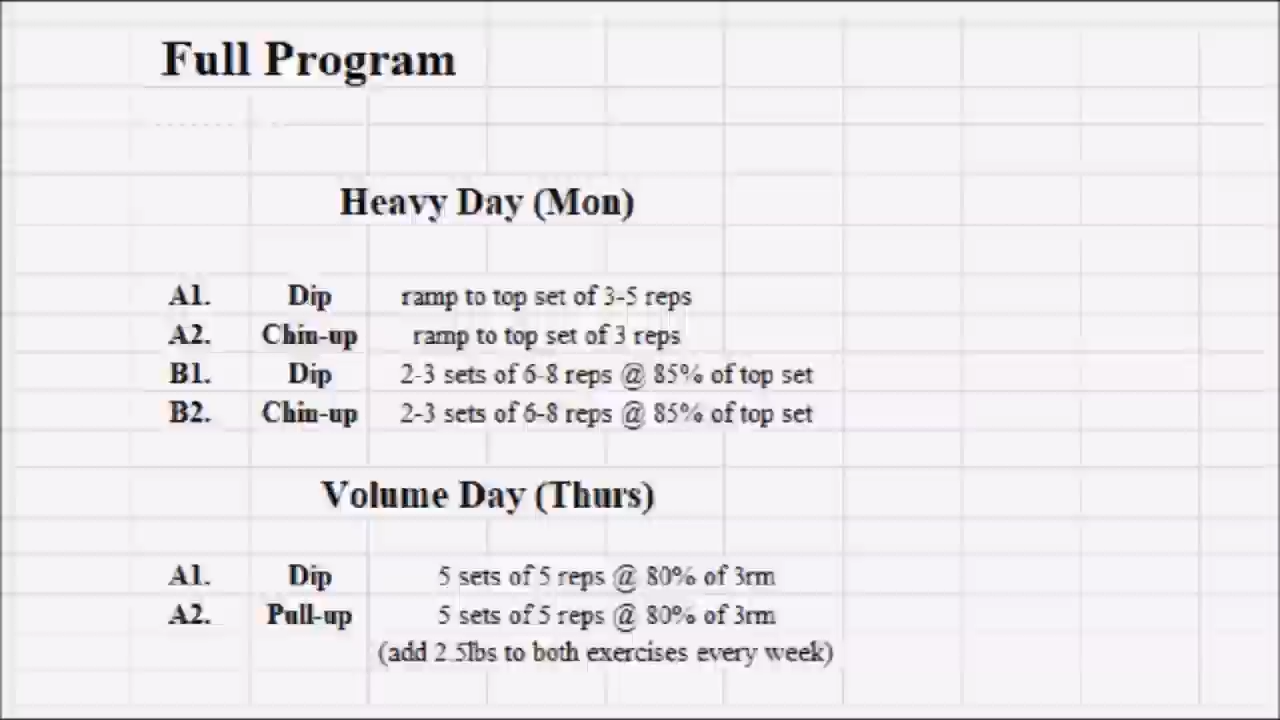 Full Program
Heavy Day (Mon)
A1. Dip ramp to top set of 3-5 reps
A2. Chin-up ramp to top set of 3 reps
B1. Dip 2-3 sets of 6-8 reps @ 85% of top set
B2. Chin-up 2-3 sets of 6-8 reps @ 85% of top set
Volume Day (Thurs)
A1. Dip 5 sets of 5 reps @ 80% of 3rm
A2. Pull-up 5 sets of 5 reps @ 80% of 3rm
(add 2.5lbs to both exercises every week)